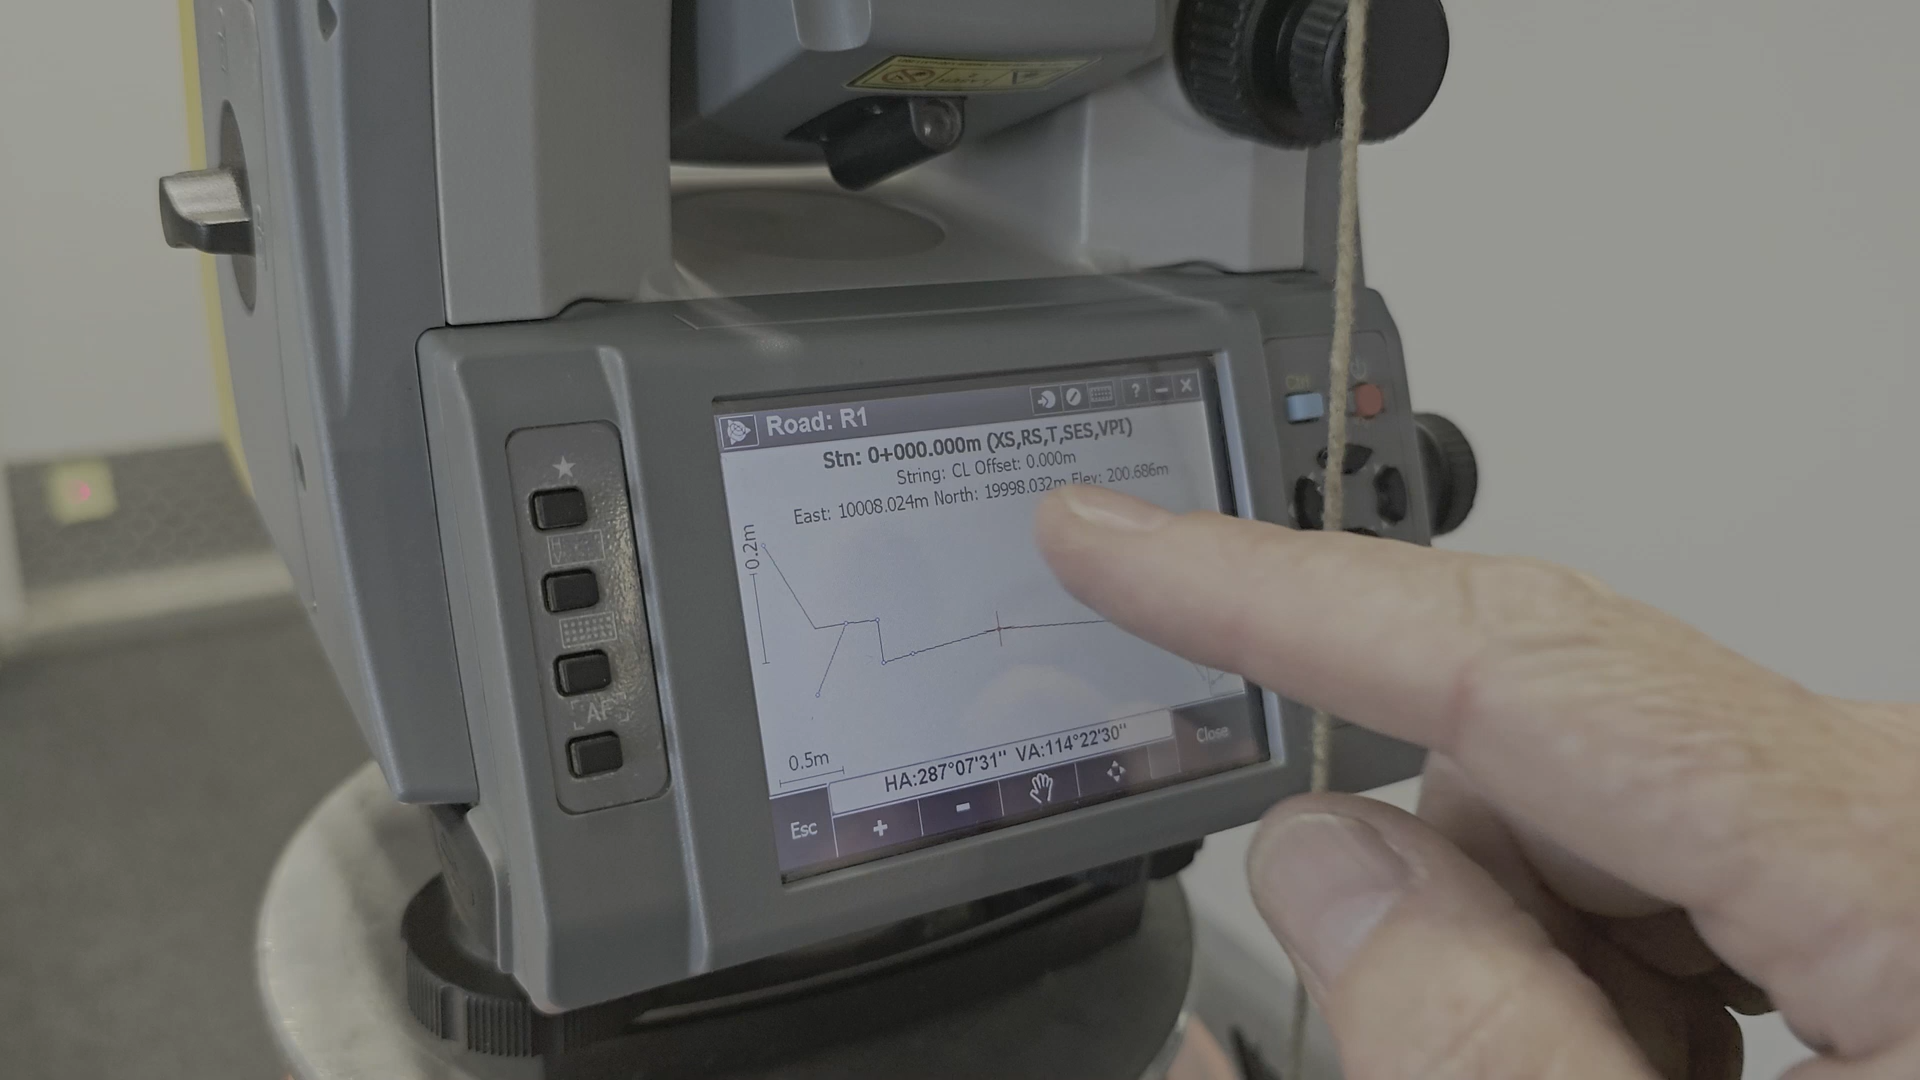 Road: R1
?
Stn: 0+000.000m (XS,RS,T,SES,VPI)
String: CL Offset: 0.000m
East: 10008.024m North: 19998.032m Elev: 200.686m
0.2m
0.5m
HA:287°07'31" VA:114°22'30"
Close
Esc
+
-
AF